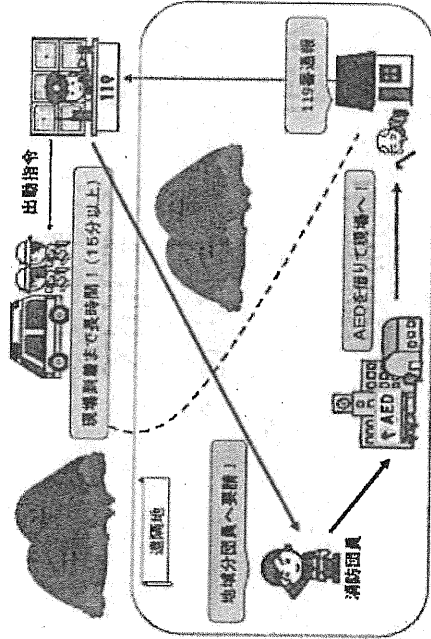 119
119番通報
出動指令
現場到着まで長時間！(15分以上)
遠隔地
地域分団員へ要請！
消防団員
AED
AEDを借りて現場へ！